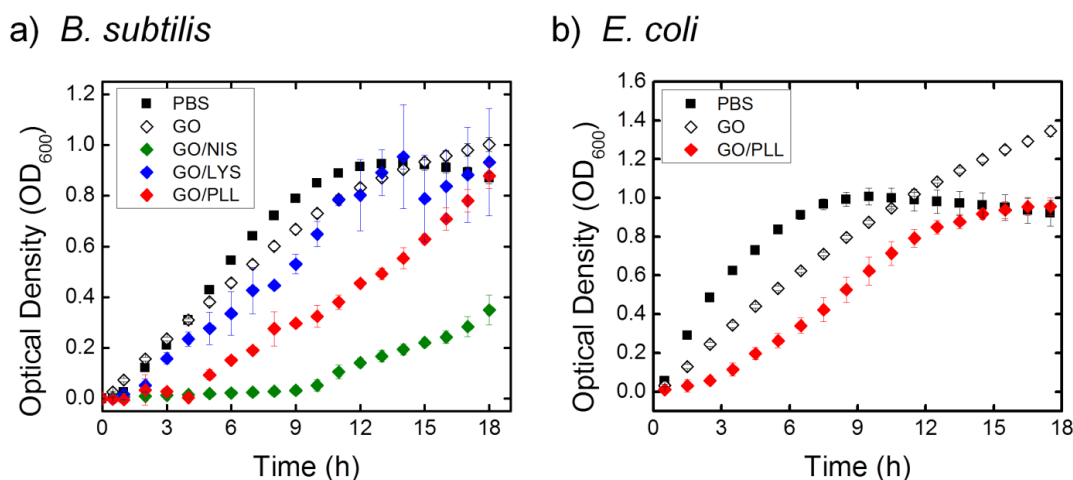 a) B. subtilis
PBS
GO
GO/NIS
GO/LYS
GO/PLL
Optical Density (OD600)
1.2
1.0
0.8
0.6
0.4
0.2
0.0
0 3 6 9 12 15 18
Time (h)
b) E. coli
PBS
GO
GO/PLL
Optical Density (OD600)
1.6
1.4
1.2
1.0
0.8
0.6
0.4
0.2
0.0
0 3 6 9 12 15 18
Time (h)